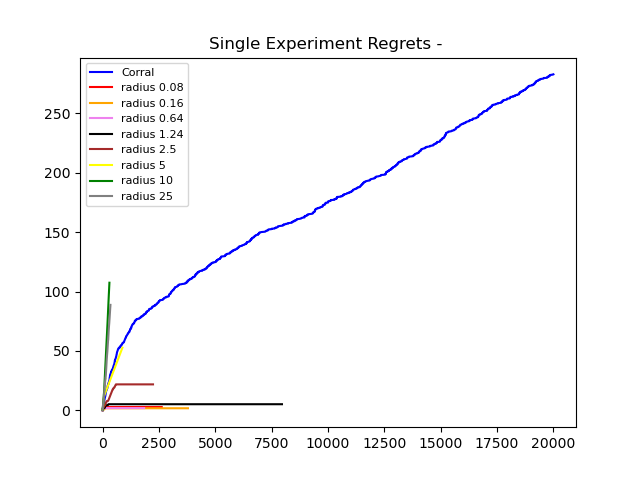 Single Experiment Regrets -
Corral
radius 0.08
radius 0.16
radius 0.64
radius 1.24
radius 2.5
radius 5
radius 10
radius 25
250
200
150
100
50
0
0 2500 5000 7500 10000 12500 15000 17500 20000